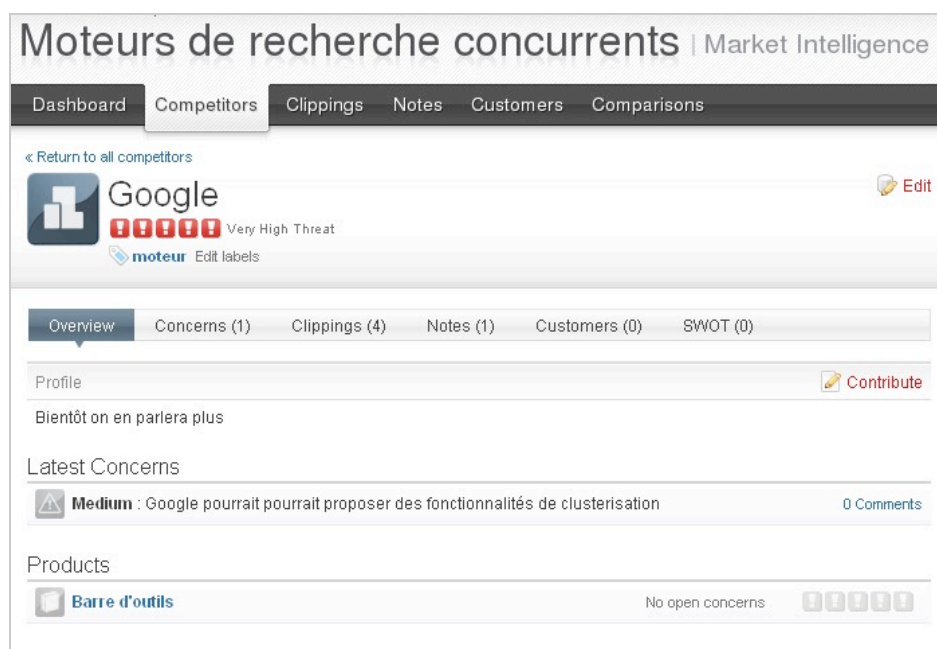 Moteurs de recherche concurrents | Market Intelligence
Dashboard Competitors Clippings Notes Customers Comparisons
« Return to all competitors
Google
Edit
Very High Threat
moteur Edit labels
Overview Concerns (1) Clippings (4) Notes (1) Customers (0) SWOT (0)
Profile Contribute
Bientôt on en parlera plus
Latest Concerns
Medium : Google pourrait pourrait proposer des fonctionnalités de clusterisation 0 Comments
Products
Barre d'outils No open concerns